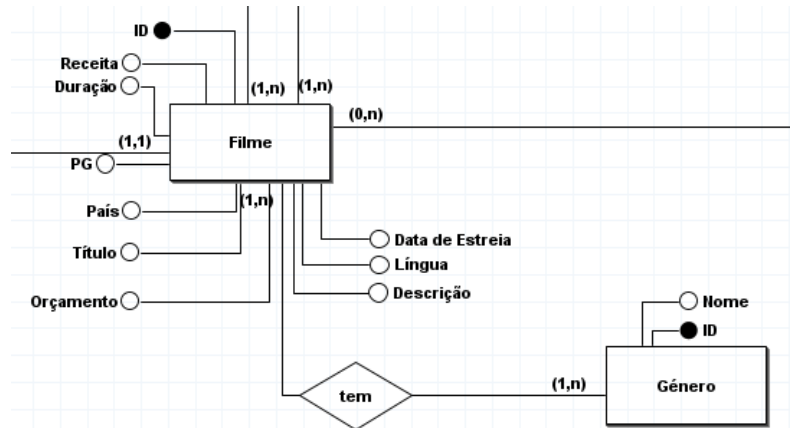 ID
Receita
Duração
(1,n)
(1,n)
(0,n)
(1,1)
Filme
PG
País
(1,n)
Título
Orçamento
Data de Estreia
Língua
Descrição
Nome
ID
tem
(1,n)
Género